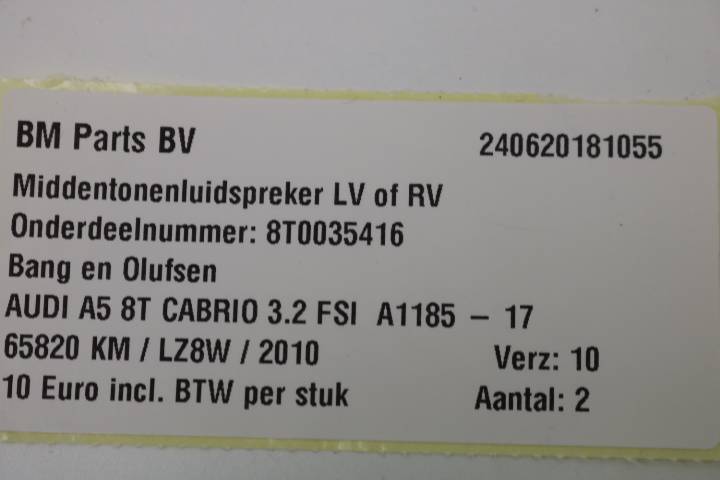 BM Parts BV 240620181055
Middentonenluidspreker LV of RV
Onderdeelnummer: 8T0035416
Bang en Olufsen
AUDI A5 8T CABRIO 3.2 FSI A1185 – 17
65820 KM / LZ8W / 2010 Verz: 10
10 Euro incl. BTW per stuk Aantal: 2